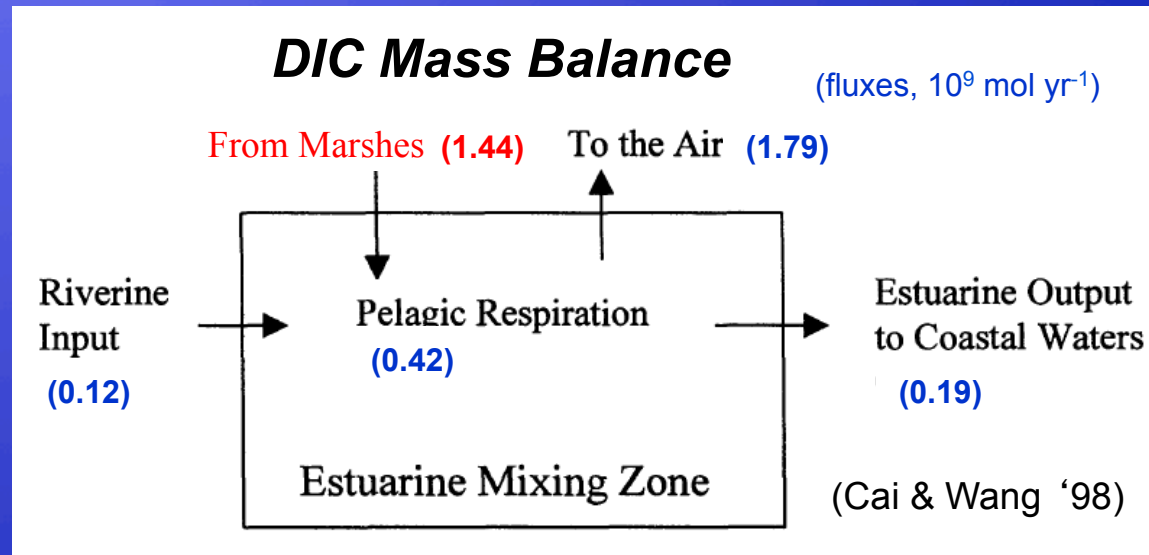 DIC Mass Balance
(fluxes, 10⁹ mol yr⁻¹)
From Marshes (1.44)
To the Air (1.79)
Riverine
Input
(0.12)
Pelagic Respiration
(0.42)
Estuarine Output
to Coastal Waters
(0.19)
Estuarine Mixing Zone
(Cai & Wang ‘98)